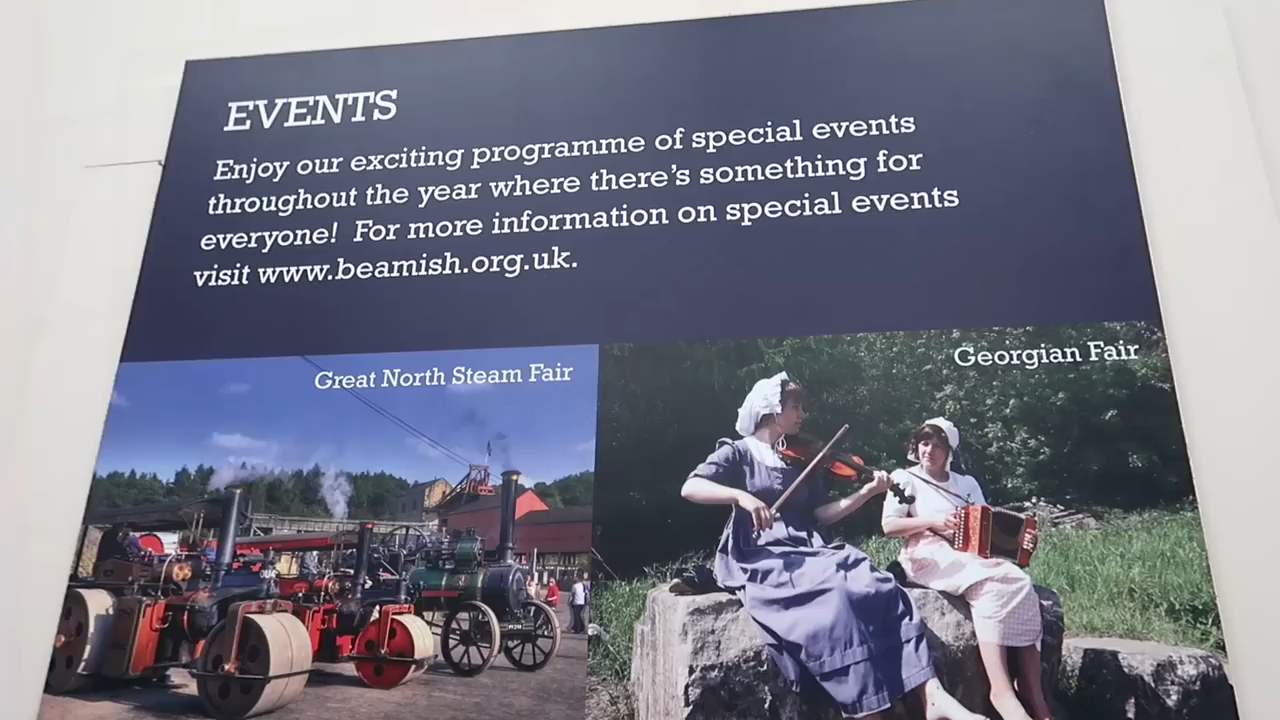 EVENTS
Enjoy our exciting programme of special events
throughout the year where there's something for
everyone! For more information on special events
visit www.beamish.org.uk.
Great North Steam Fair
Georgian Fair